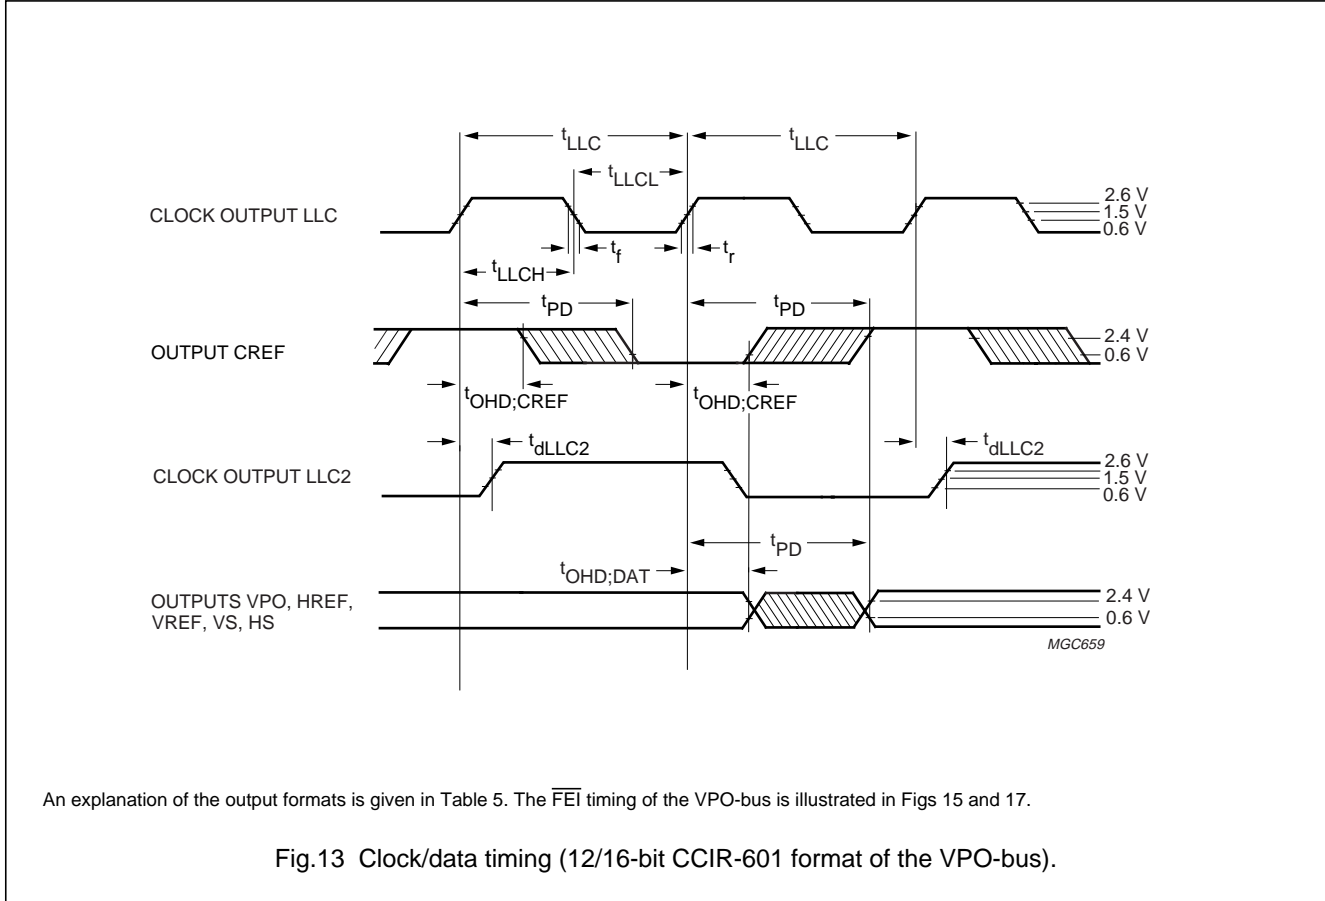 tLLC tLLC
tLLCL
CLOCK OUTPUT LLC
2.6 V
1.5 V
0.6 V
tf tr
tLLCH
tPD tPD
OUTPUT CREF
2.4 V
0.6 V
tOHD;CREF tOHD;CREF
tdLLC2 tdLLC2
CLOCK OUTPUT LLC2
2.6 V
1.5 V
0.6 V
tPD
tOHD;DAT
OUTPUTS VPO, HREF,
VREF, VS, HS
2.4 V
0.6 V
MGC659
An explanation of the output formats is given in Table 5. The F̅E̅I̅ timing of the VPO-bus is illustrated in Figs 15 and 17.
Fig.13 Clock/data timing (12/16-bit CCIR-601 format of the VPO-bus).